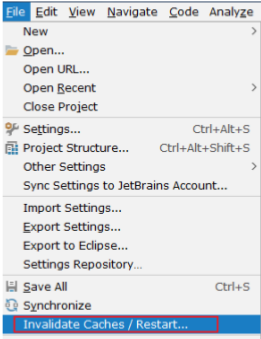 File Edit View Navigate Code Analyze
New
Open...
Open URL...
Open Recent
Close Project
Settings... Ctrl+Alt+S
Project Structure... Ctrl+Alt+Shift+S
Other Settings
Sync Settings to JetBrains Account...
Import Settings...
Export Settings...
Export to Eclipse...
Settings Repository...
Save All Ctrl+S
Synchronize
Invalidate Caches / Restart...